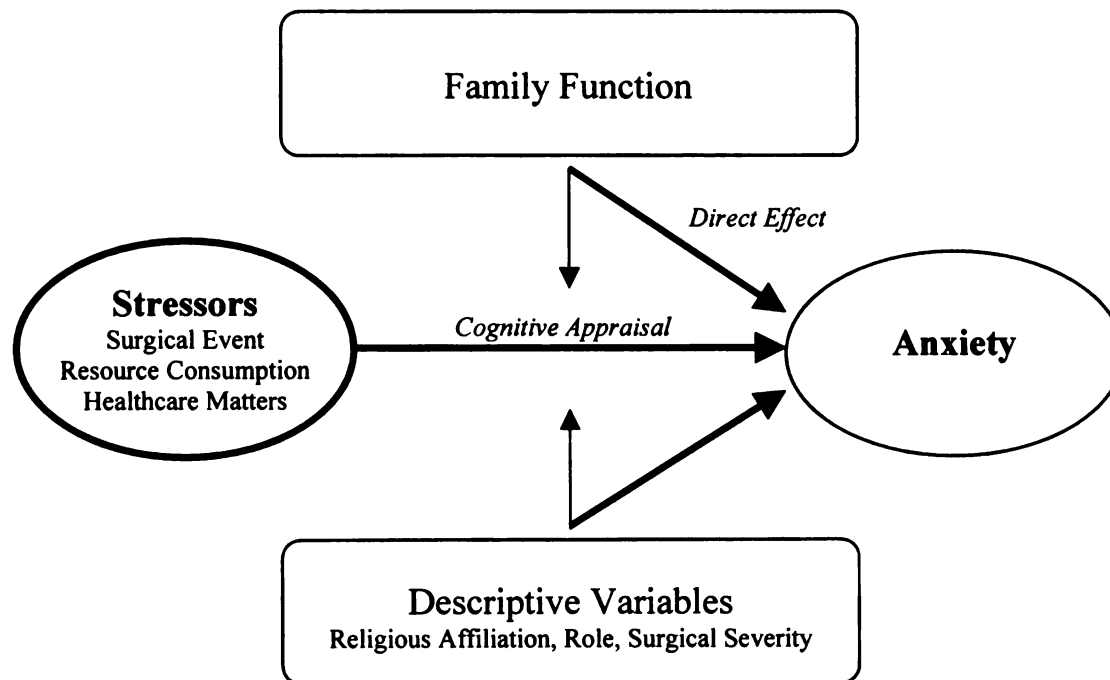 Family Function
Direct Effect
Stressors
Surgical Event
Resource Consumption
Healthcare Matters
Cognitive Appraisal
Anxiety
Descriptive Variables
Religious Affiliation, Role, Surgical Severity